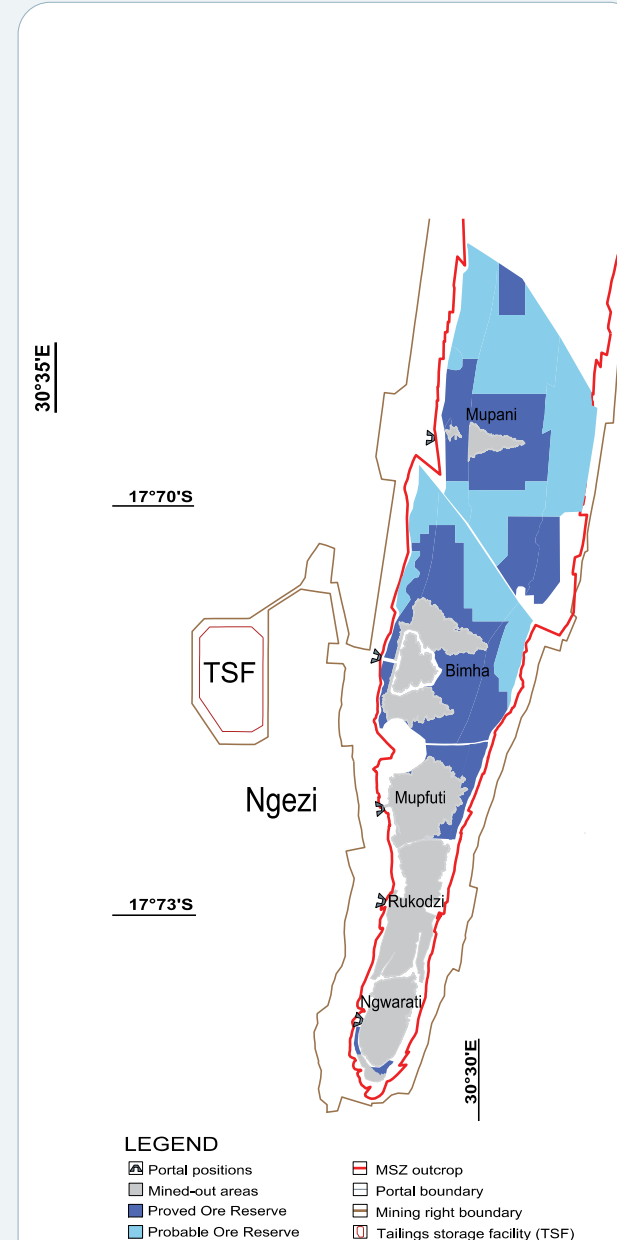 30°35'E
Mupani
17°70'S
TSF
Bimha
Ngezi
Mupfuti
Rukodzi
17°73'S
Ngwarati
30°30'E
LEGEND
Portal positions
Mined-out areas
Proved Ore Reserve
Probable Ore Reserve
MSZ outcrop
Portal boundary
Mining right boundary
Tailings storage facility (TSF)